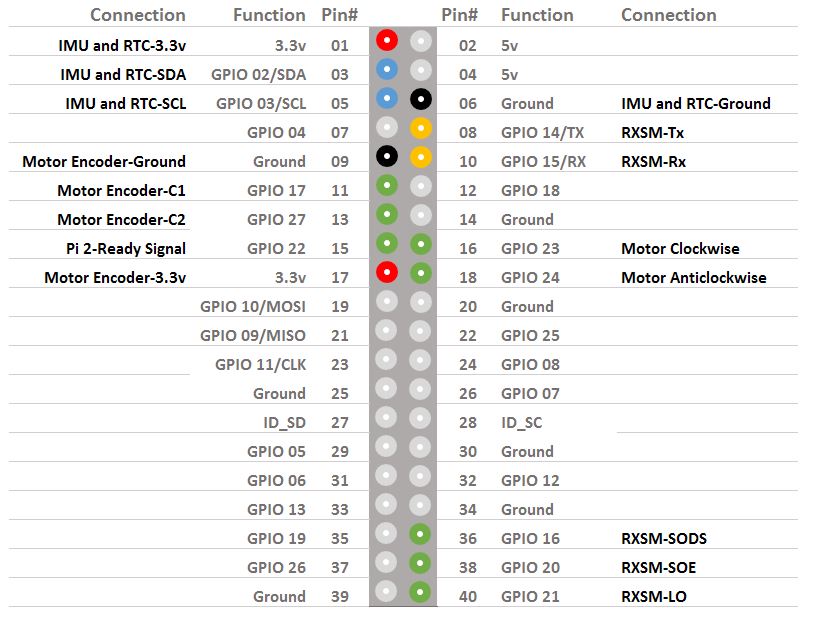 Connection Function Pin# Pin# Function Connection
IMU and RTC-3.3v 3.3v 01 02 5v
IMU and RTC-SDA GPIO 02/SDA 03 04 5v
IMU and RTC-SCL GPIO 03/SCL 05 06 Ground IMU and RTC-Ground
GPIO 04 07 08 GPIO 14/TX RXSM-Tx
Motor Encoder-Ground Ground 09 10 GPIO 15/RX RXSM-Rx
Motor Encoder-C1 GPIO 17 11 12 GPIO 18
Motor Encoder-C2 GPIO 27 13 14 Ground
Pi 2-Ready Signal GPIO 22 15 16 GPIO 23 Motor Clockwise
Motor Encoder-3.3v 3.3v 17 18 GPIO 24 Motor Anticlockwise
GPIO 10/MOSI 19 20 Ground
GPIO 09/MISO 21 22 GPIO 25
GPIO 11/CLK 23 24 GPIO 08
Ground 25 26 GPIO 07
ID_SD 27 28 ID_SC
GPIO 05 29 30 Ground
GPIO 06 31 32 GPIO 12
GPIO 13 33 34 Ground
GPIO 19 35 36 GPIO 16 RXSM-SODS
GPIO 26 37 38 GPIO 20 RXSM-SOE
Ground 39 40 GPIO 21 RXSM-LO